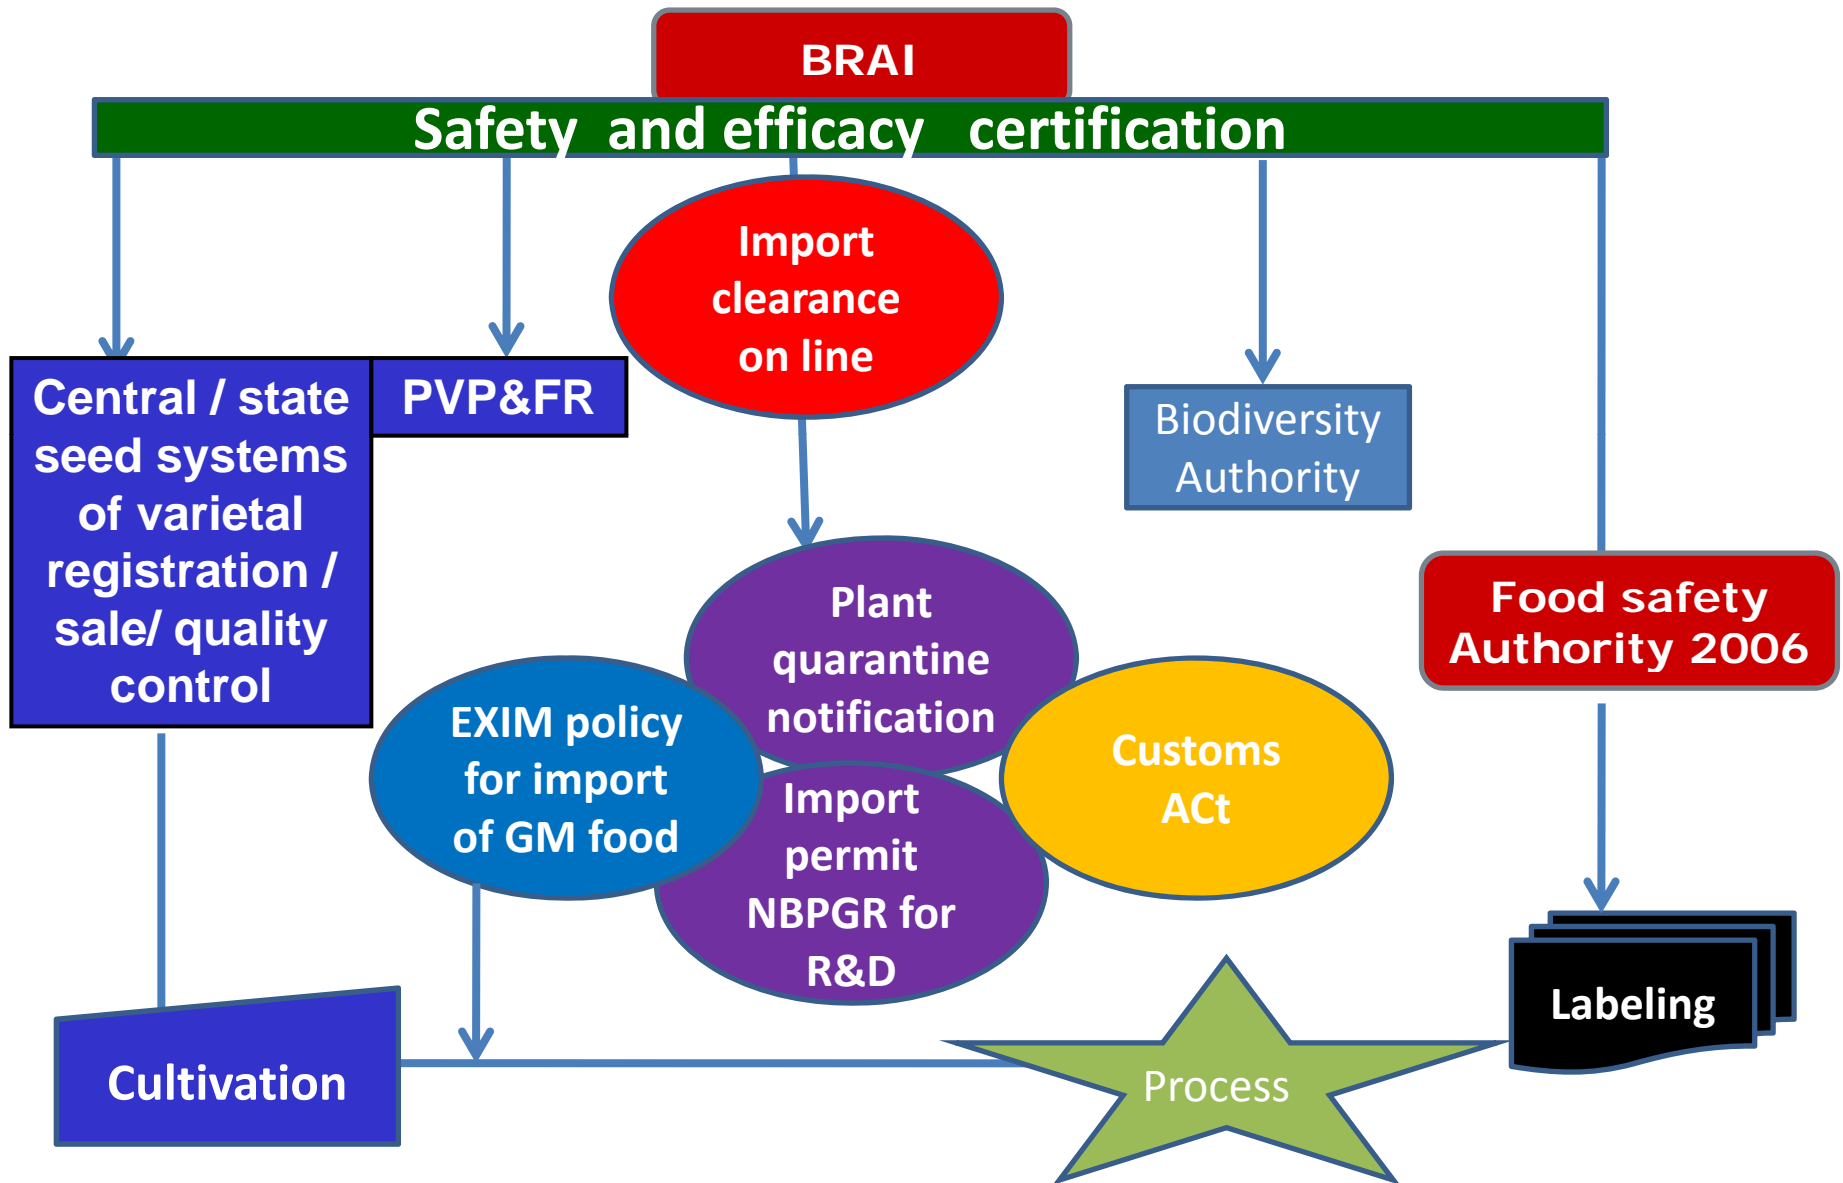 BRAI
Safety and efficacy certification
Import
clearance
on line
Central / state
seed systems
of varietal
registration /
sale/ quality
control
PVP&FR
Biodiversity
Authority
Plant
quarantine
notification
Food safety
Authority 2006
EXIM policy
for import
of GM food
Customs
ACt
Import
permit
NBPGR for
R&D
Labeling
Cultivation
Process